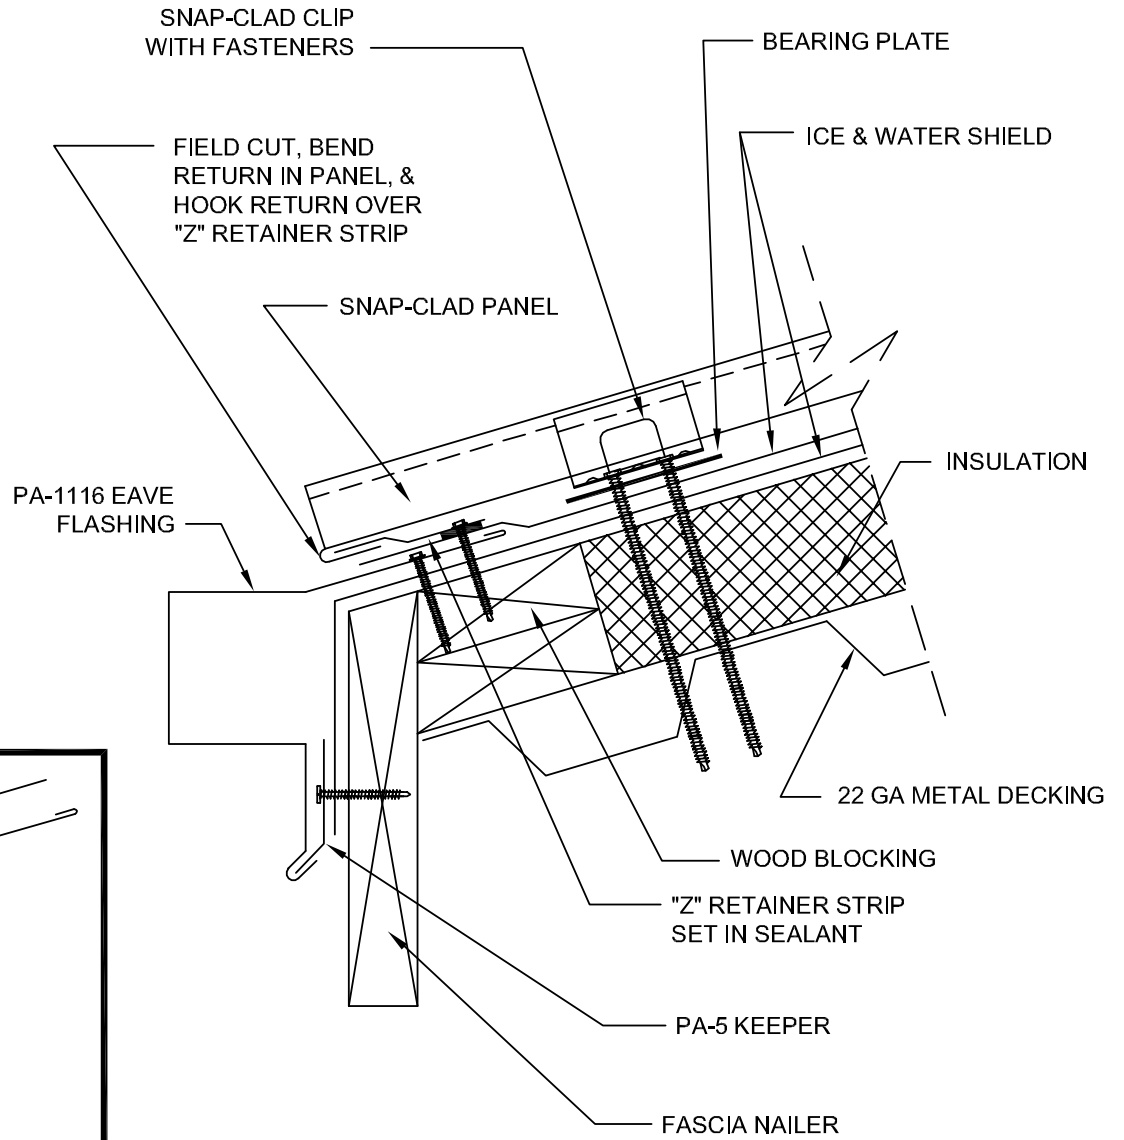 SNAP-CLAD CLIP
WITH FASTENERS
BEARING PLATE
FIELD CUT, BEND
RETURN IN PANEL, &
HOOK RETURN OVER
"Z" RETAINER STRIP
ICE & WATER SHIELD
SNAP-CLAD PANEL
INSULATION
PA-1116 EAVE
FLASHING
22 GA METAL DECKING
WOOD BLOCKING
"Z" RETAINER STRIP
SET IN SEALANT
PA-5 KEEPER
FASCIA NAILER